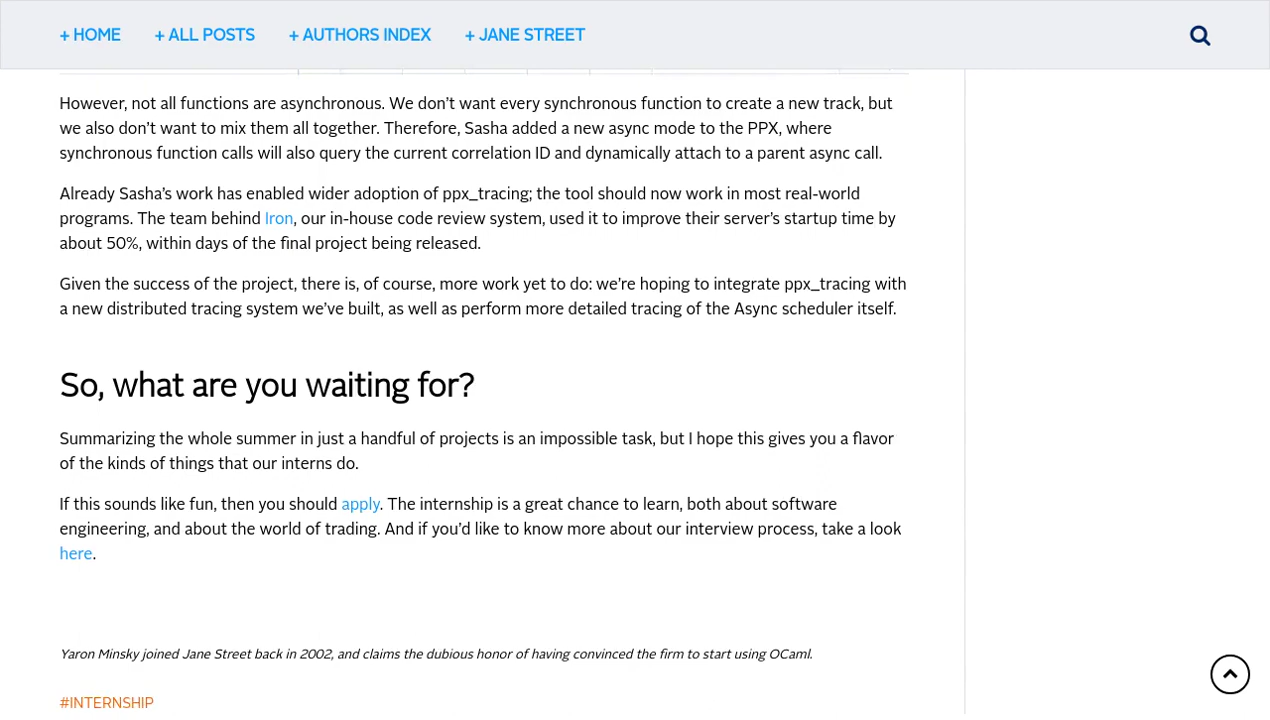 + HOME + ALL POSTS + AUTHORS INDEX + JANE STREET
However, not all functions are asynchronous. We don’t want every synchronous function to create a new track, but
we also don’t want to mix them all together. Therefore, Sasha added a new async mode to the PPX, where
synchronous function calls will also query the current correlation ID and dynamically attach to a parent async call.
Already Sasha’s work has enabled wider adoption of ppx_tracing; the tool should now work in most real-world
programs. The team behind Iron, our in-house code review system, used it to improve their server’s startup time by
about 50%, within days of the final project being released.
Given the success of the project, there is, of course, more work yet to do: we’re hoping to integrate ppx_tracing with
a new distributed tracing system we’ve built, as well as perform more detailed tracing of the Async scheduler itself.
So, what are you waiting for?
Summarizing the whole summer in just a handful of projects is an impossible task, but I hope this gives you a flavor
of the kinds of things that our interns do.
If this sounds like fun, then you should apply. The internship is a great chance to learn, both about software
engineering, and about the world of trading. And if you’d like to know more about our interview process, take a look
here.
Yaron Minsky joined Jane Street back in 2002, and claims the dubious honor of having convinced the firm to start using OCaml.
#INTERNSHIP